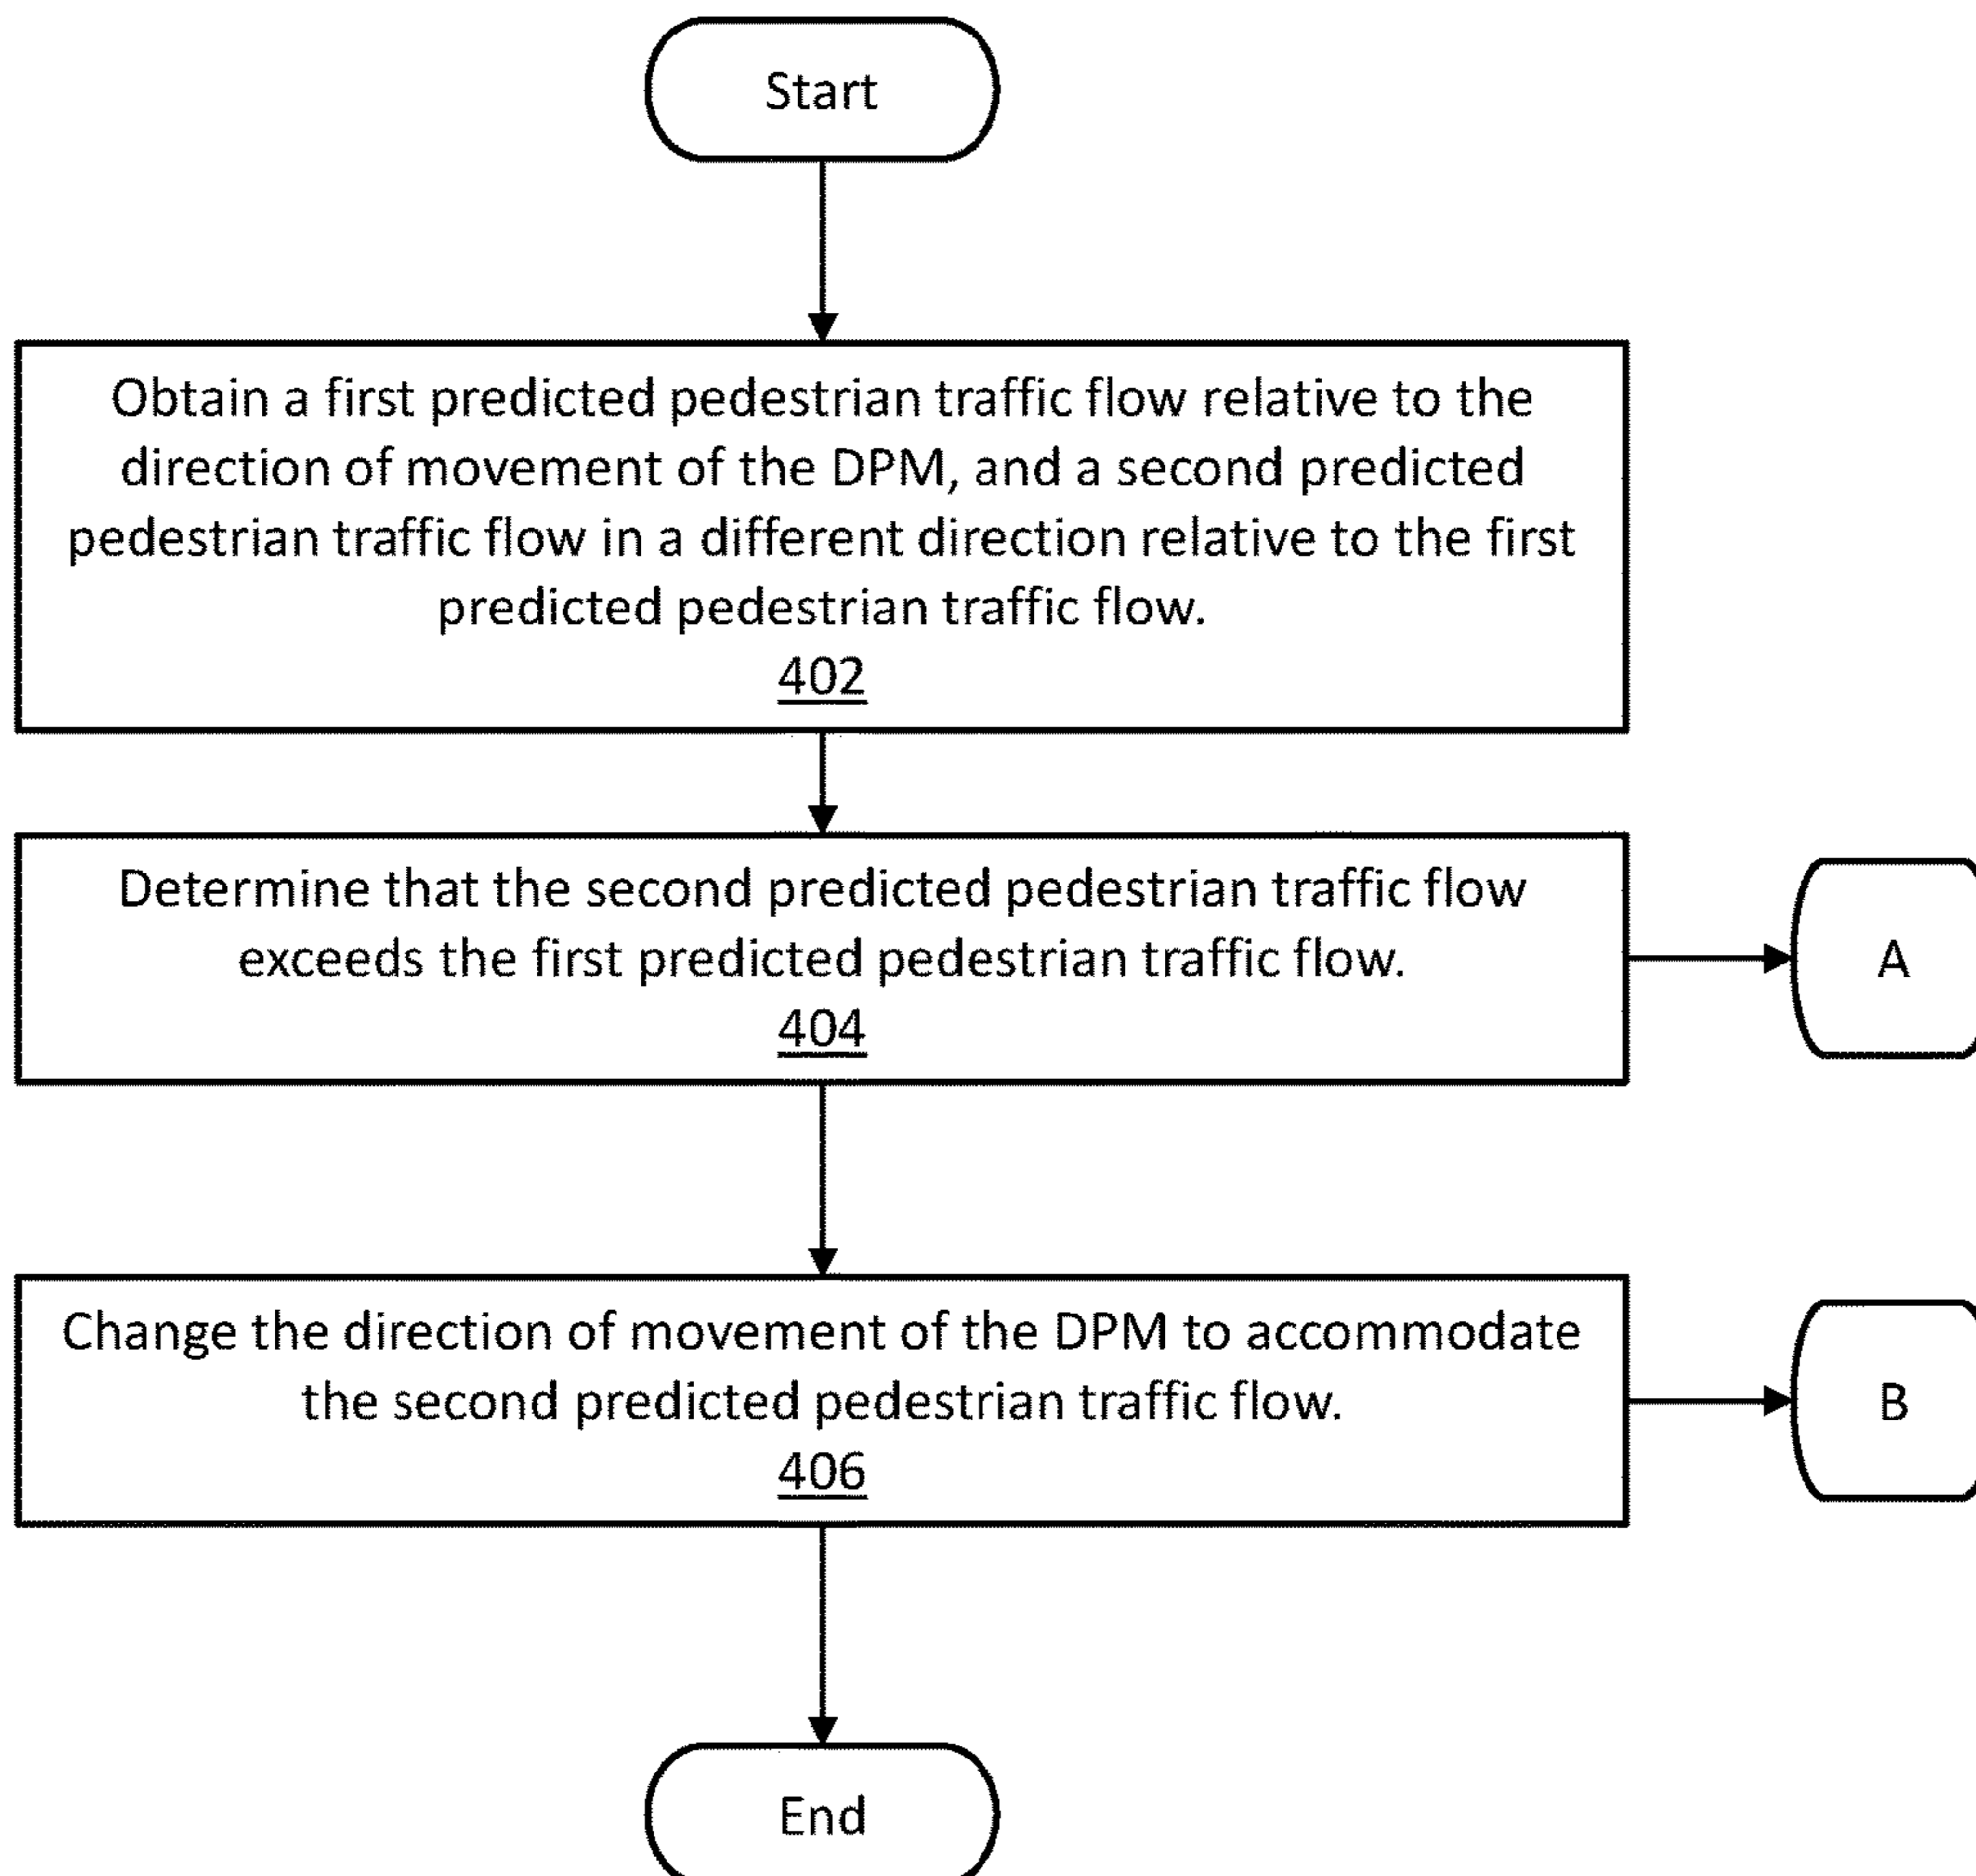 Start
Obtain a first predicted pedestrian traffic flow relative to the
direction of movement of the DPM, and a second predicted
pedestrian traffic flow in a different direction relative to the first
predicted pedestrian traffic flow.
402
Determine that the second predicted pedestrian traffic flow
exceeds the first predicted pedestrian traffic flow.
404
A
Change the direction of movement of the DPM to accommodate
the second predicted pedestrian traffic flow.
406
B
End